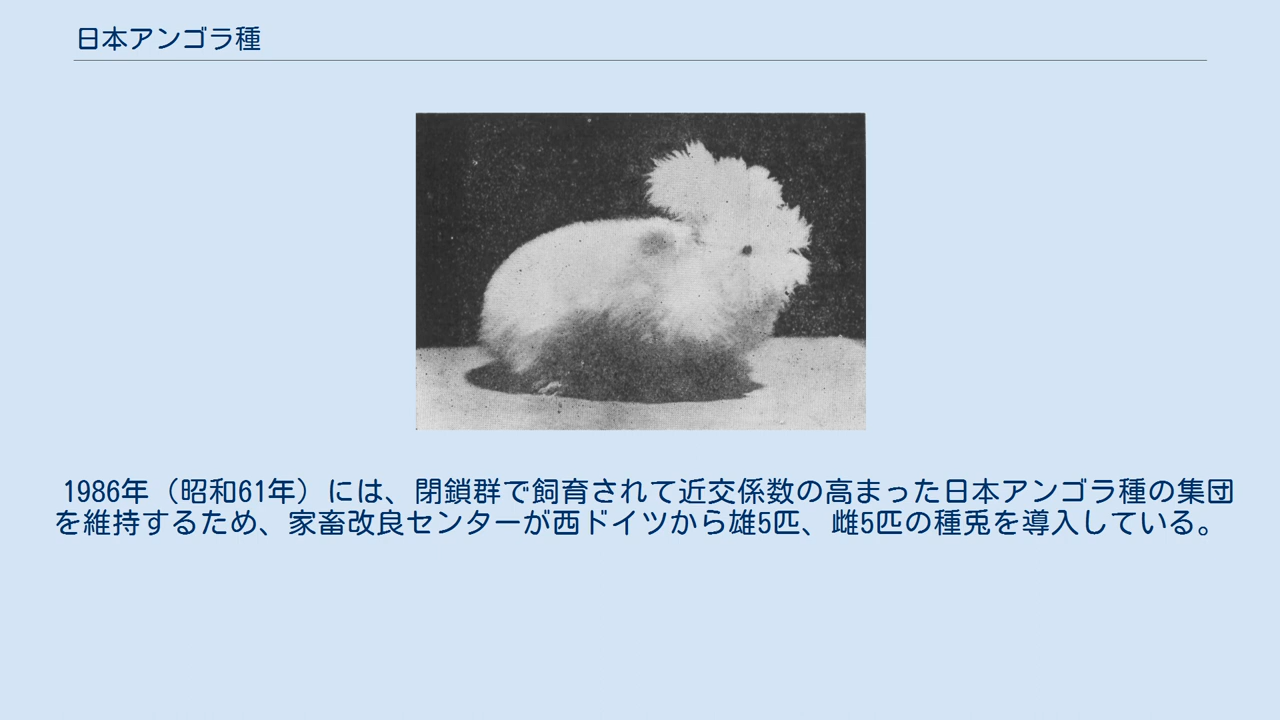 日本アンゴラ種
1986年（昭和61年）には、閉鎖群で飼育されて近交係数の高まった日本アンゴラ種の集団
を維持するため、家畜改良センターが西ドイツから雄5匹、雌5匹の種兎を導入している。